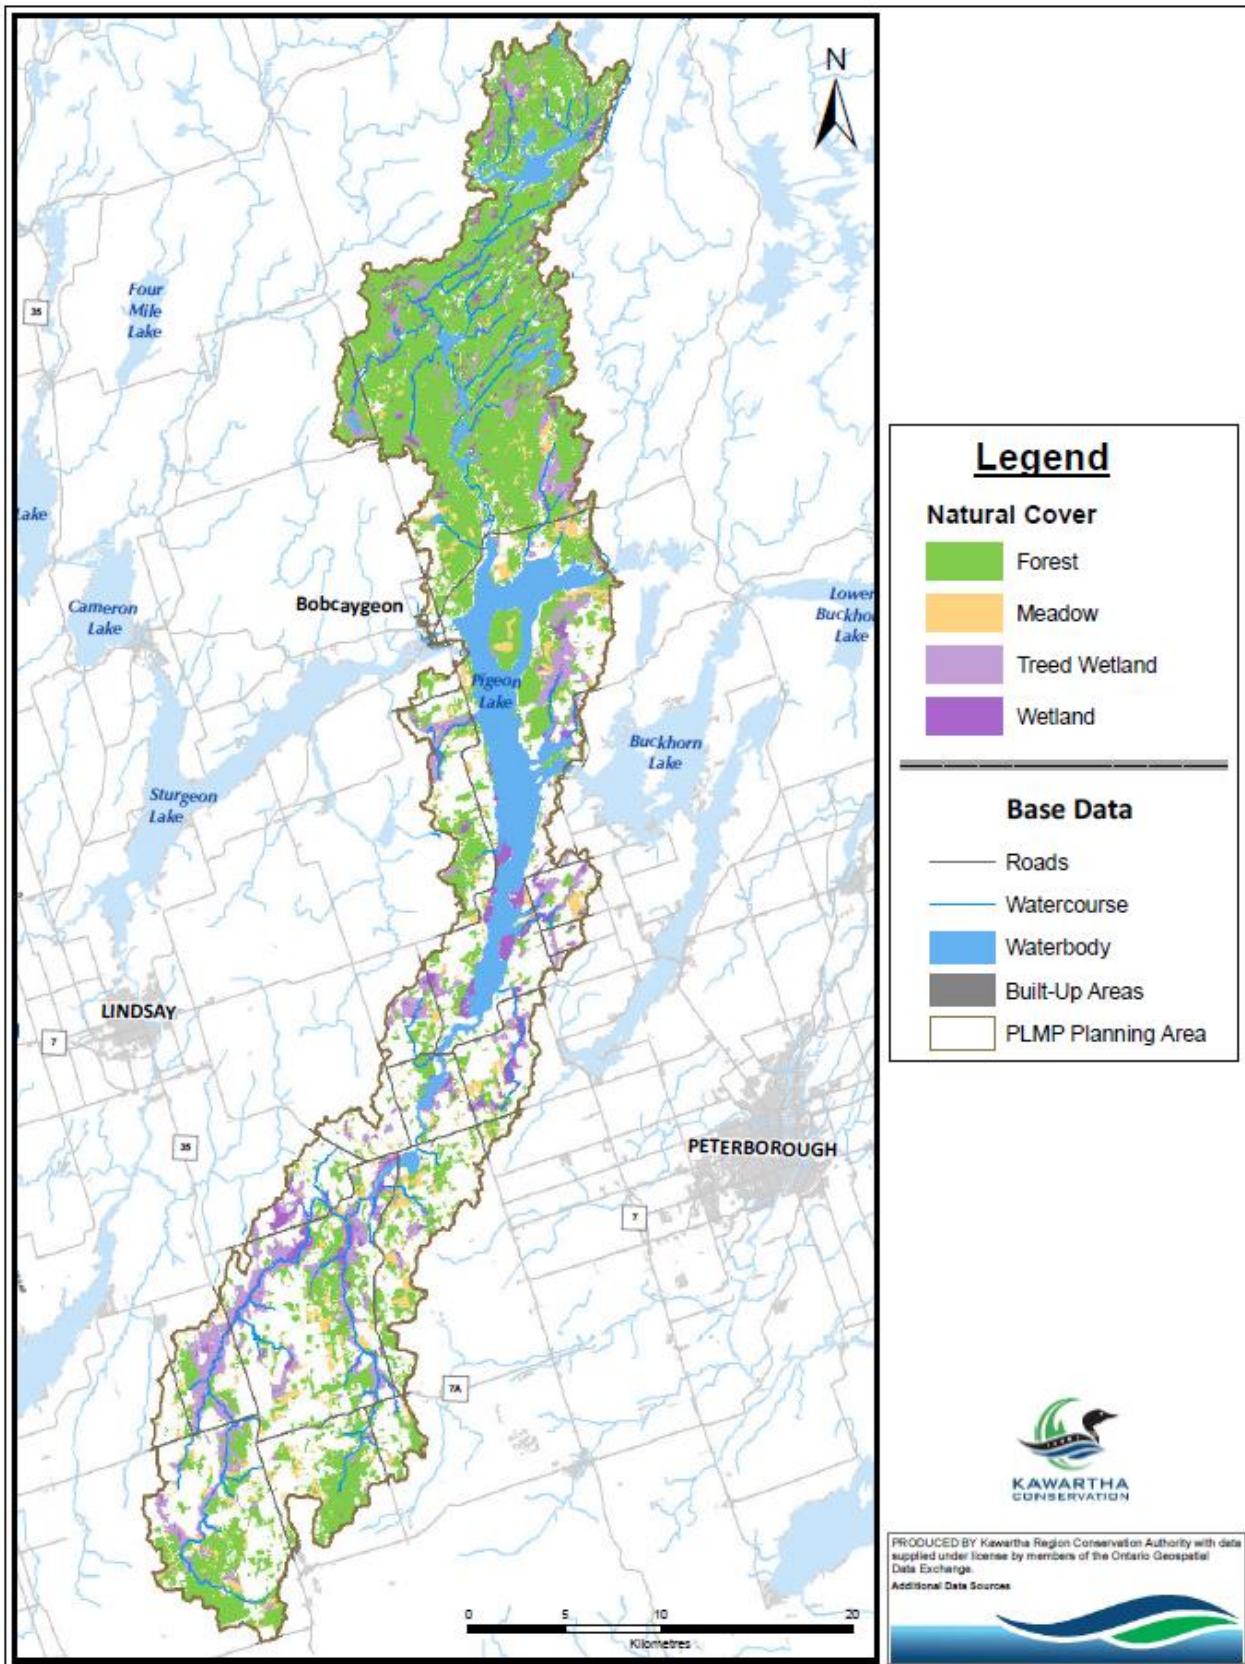 N
35
Four
Mile
Lake
Lake
Cameron
Lake
Bobcaygeon
Lower
Lake
Pigeon
Lake
Buckhorn
Lake
Sturgeon
Lake
LINDSAY
7
35
PETERBOROUGH
7
7A
0 5 10 20
Kilometres
Legend
Natural Cover
Forest
Meadow
Treed Wetland
Wetland
Base Data
Roads
Watercourse
Waterbody
Built-Up Areas
PLMP Planning Area
KAWARTHA
CONSERVATION
PRODUCED BY Kawartha Region Conservation Authority with data
supplied under license by members of the Ontario Geospatial
Data Exchange.
Additional Data Sources